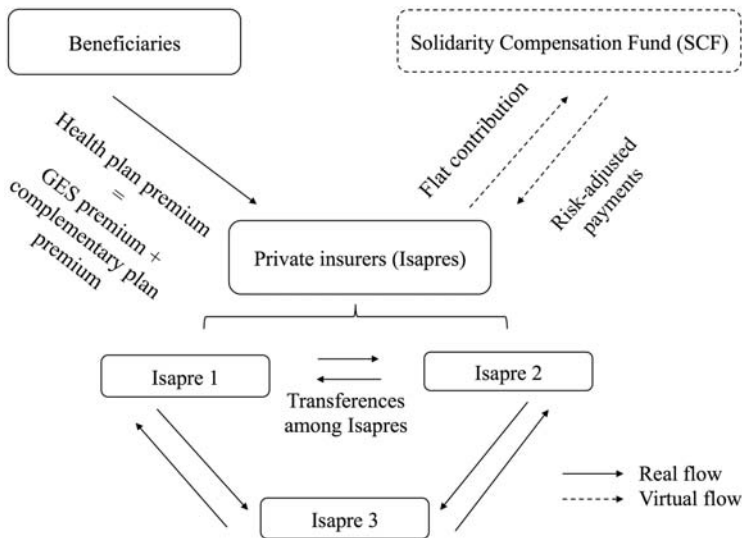 Beneficiaries
Solidarity Compensation Fund (SCF)
Health plan premium
=
GES premium +
complementary plan
premium
Flat contribution
Risk-adjusted
payments
Private insurers (Isapres)
Isapre 1
Isapre 2
Transferences
among Isapres
Isapre 3
Real flow
Virtual flow